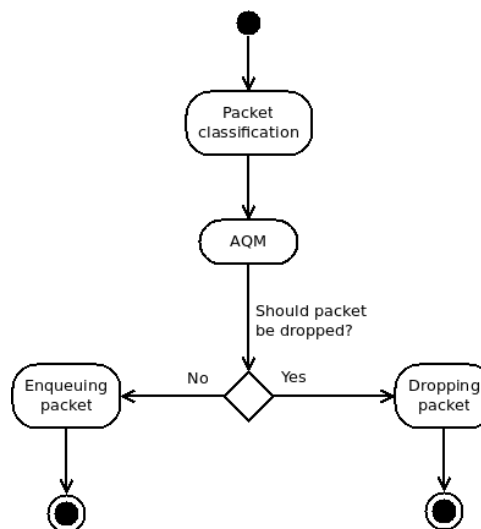 Packet
classification
AQM
Should packet
be dropped?
No
Yes
Enqueuing
packet
Dropping
packet